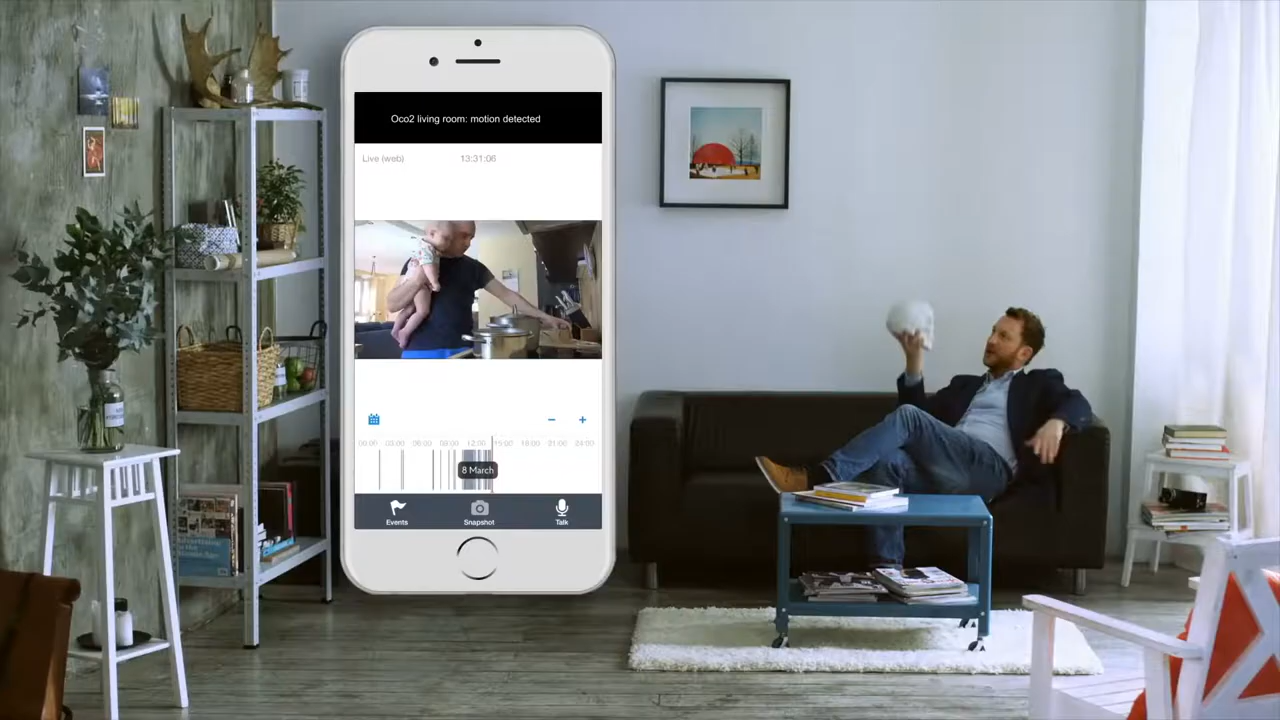 Oco2 living room: motion detected
Live (web) 13:31:06
00:00 03:00 06:00 09:00 12:00 15:00 18:00 21:00 24:00
8 March
Events Snapshot Talk